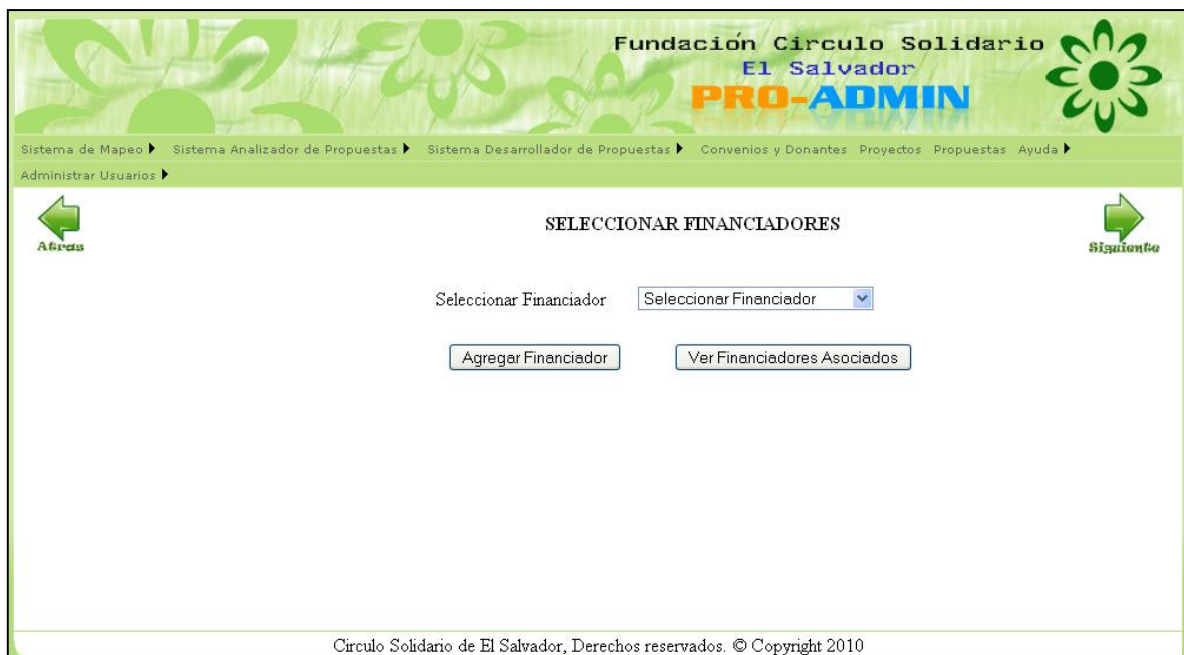 Fundación Circulo Solidario
El Salvador
PRO-ADMIN
Sistema de Mapeo Sistema Analizador de Propuestas Sistema Desarrollador de Propuestas Convenios y Donantes Proyectos Propuestas Ayuda
Administrar Usuarios
Atras
SELECCIONAR FINANCIADORES
Siguiente
Seleccionar Financiador Seleccionar Financiador
Agregar Financiador Ver Financiadores Asociados
Circulo Solidario de El Salvador, Derechos reservados. © Copyright 2010